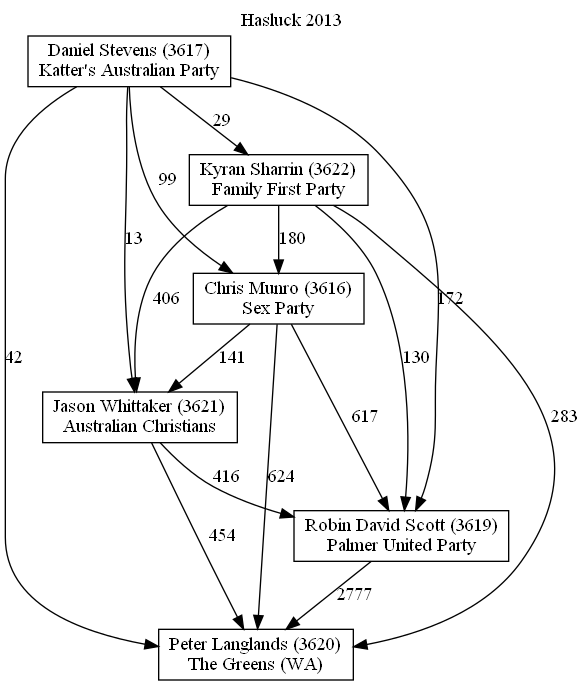 Hasluck 2013
Daniel Stevens (3617)
Katter's Australian Party
29
Kyran Sharrin (3622)
Family First Party
99
13
406
180
Chris Munro (3616)
Sex Party
172
42
141
130
617
283
Jason Whittaker (3621)
Australian Christians
416
624
454
Robin David Scott (3619)
Palmer United Party
2777
Peter Langlands (3620)
The Greens (WA)